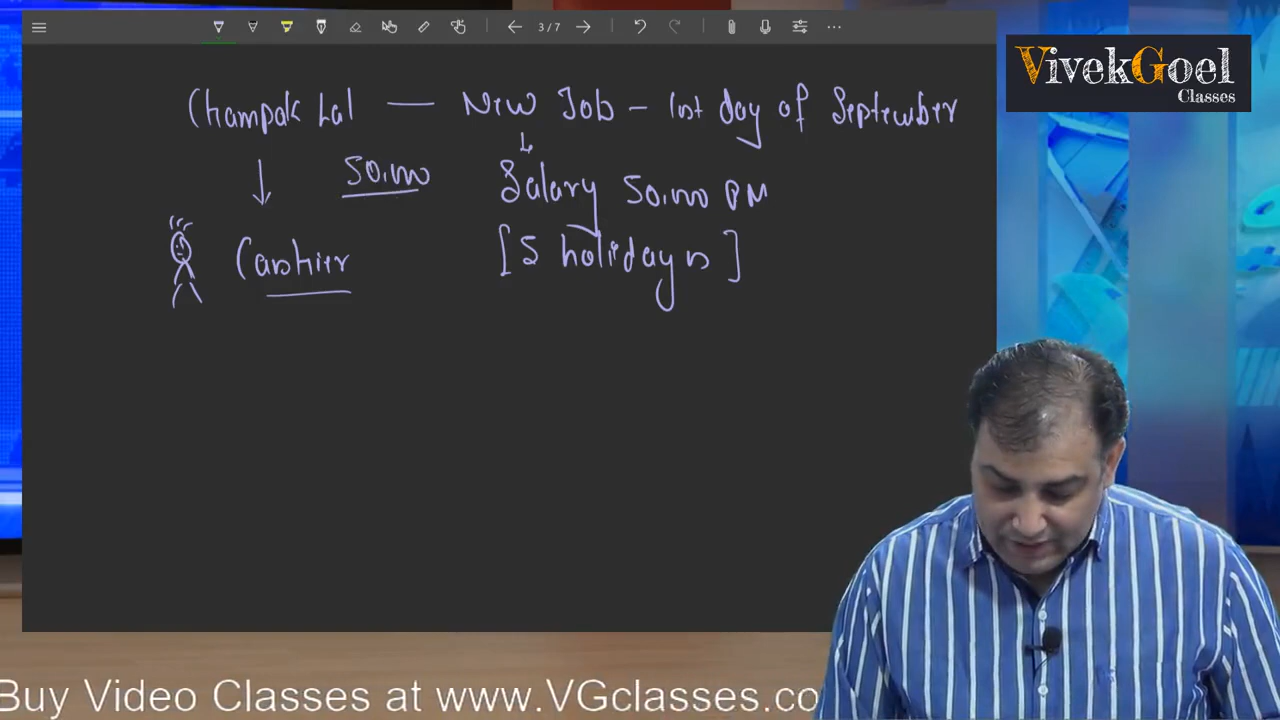 3/7
VivekGoel
Classes
Champak Lal — New Job - 1st day of September
50,000 Salary 50,000 PM
Cashier [5 holidays]
Buy Video Classes at www.VGclasses.co